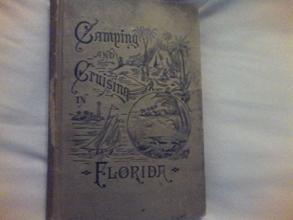 Camping
AND
Cruising
IN
FLORIDA